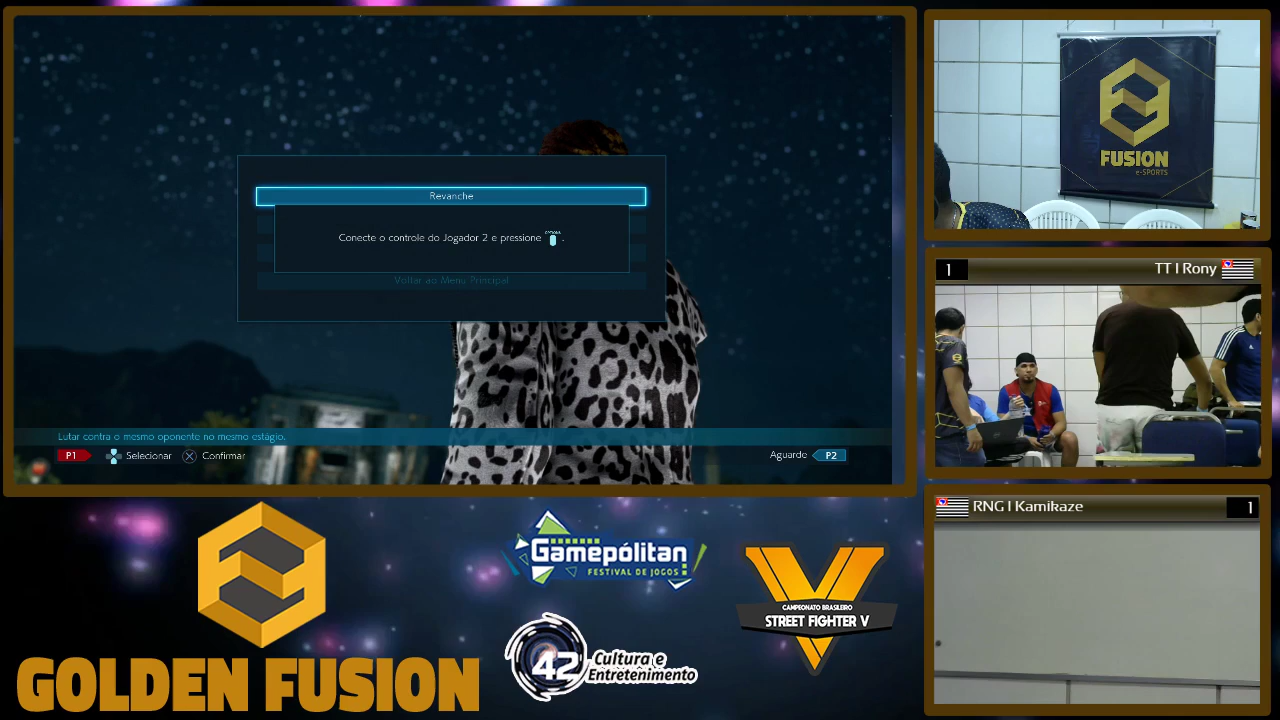 Revanche
Conecte o controle do Jogador 2 e pressione
OPTIONS
.
Voltar ao Menu Principal
Lutar contra o mesmo oponente no mesmo estágio.
P1 Selecionar Confirmar
Aguarde P2
FUSION
e-SPORTS
1 TT | Rony
RNG | Kamikaze 1
GOLDEN FUSION
Gamepólitan
FESTIVAL DE JOGOS
42 Cultura e
Entretenimento
V
CAMPEONATO BRASILEIRO
STREET FIGHTER V